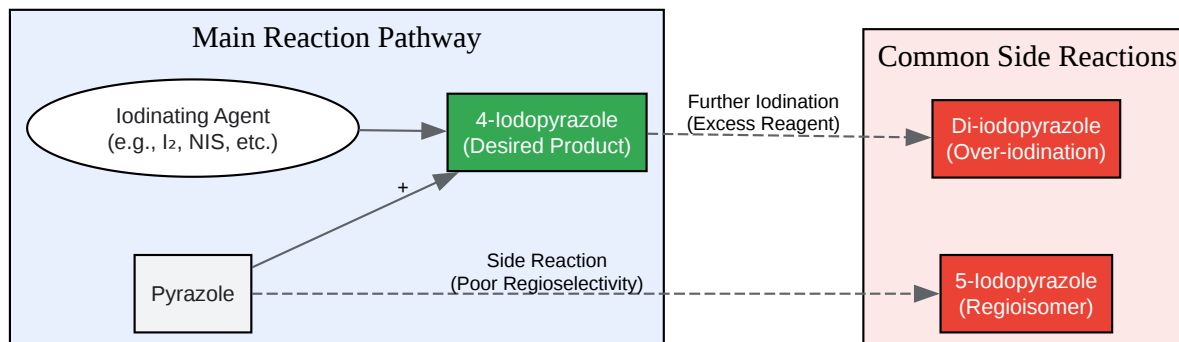 Main Reaction Pathway
Iodinating Agent
(e.g., I₂, NIS, etc.)
4-Iodopyrazole
(Desired Product)
+
Pyrazole
Further Iodination
(Excess Reagent)
Side Reaction
(Poor Regioselectivity)
Common Side Reactions
Di-iodopyrazole
(Over-iodination)
5-Iodopyrazole
(Regioisomer)